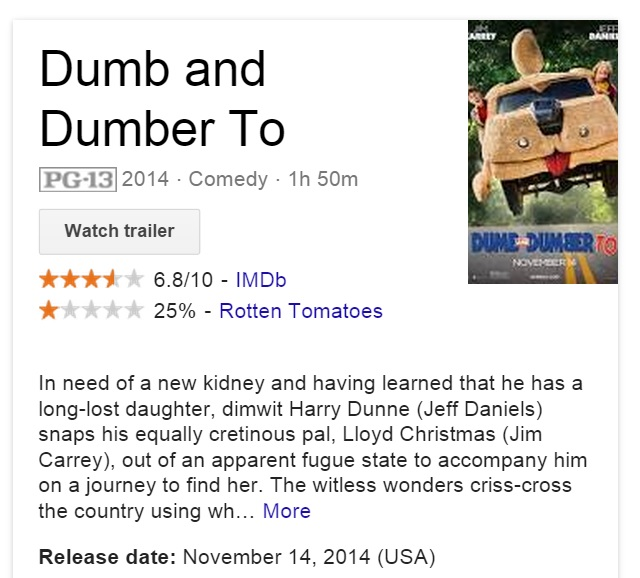 Dumb and
Dumber To
PG-13 2014 · Comedy · 1h 50m
Watch trailer
6.8/10 - IMDb
25% - Rotten Tomatoes
In need of a new kidney and having learned that he has a
long-lost daughter, dimwit Harry Dunne (Jeff Daniels)
snaps his equally cretinous pal, Lloyd Christmas (Jim
Carrey), out of an apparent fugue state to accompany him
on a journey to find her. The witless wonders criss-cross
the country using wh... More
Release date: November 14, 2014 (USA)
JIM
CARREY
JEFF
DUMB AND DUMBER TO
NOVEMBER 14